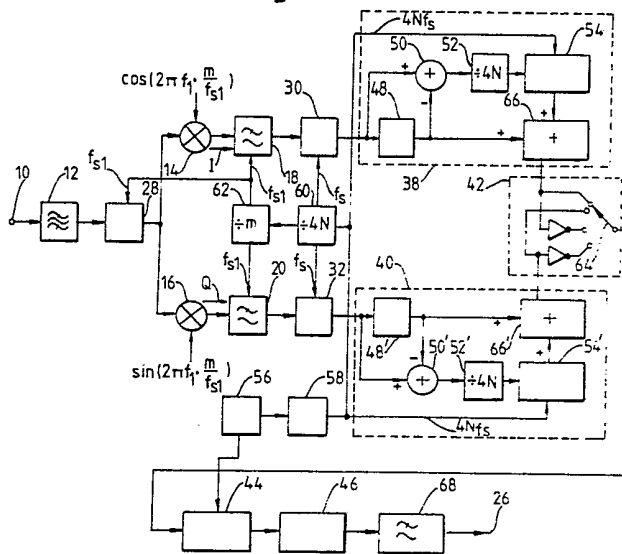 4Nfs
54
50
52
+
+
÷4N
-
30
48
66
+
+
+
cos(2πf₁·m/fs1)
14
I
18
fs1
fs
38
42
10
12
fs1
28
62
÷m
60
÷4N
64
fs1
fs
40
16
Q
20
32
48'
+
+
66'
sin(2πf₁·m/fs1)
-
50'
52'
+
54'
+
+
÷4N
56
58
4Nfs
44
46
68
26